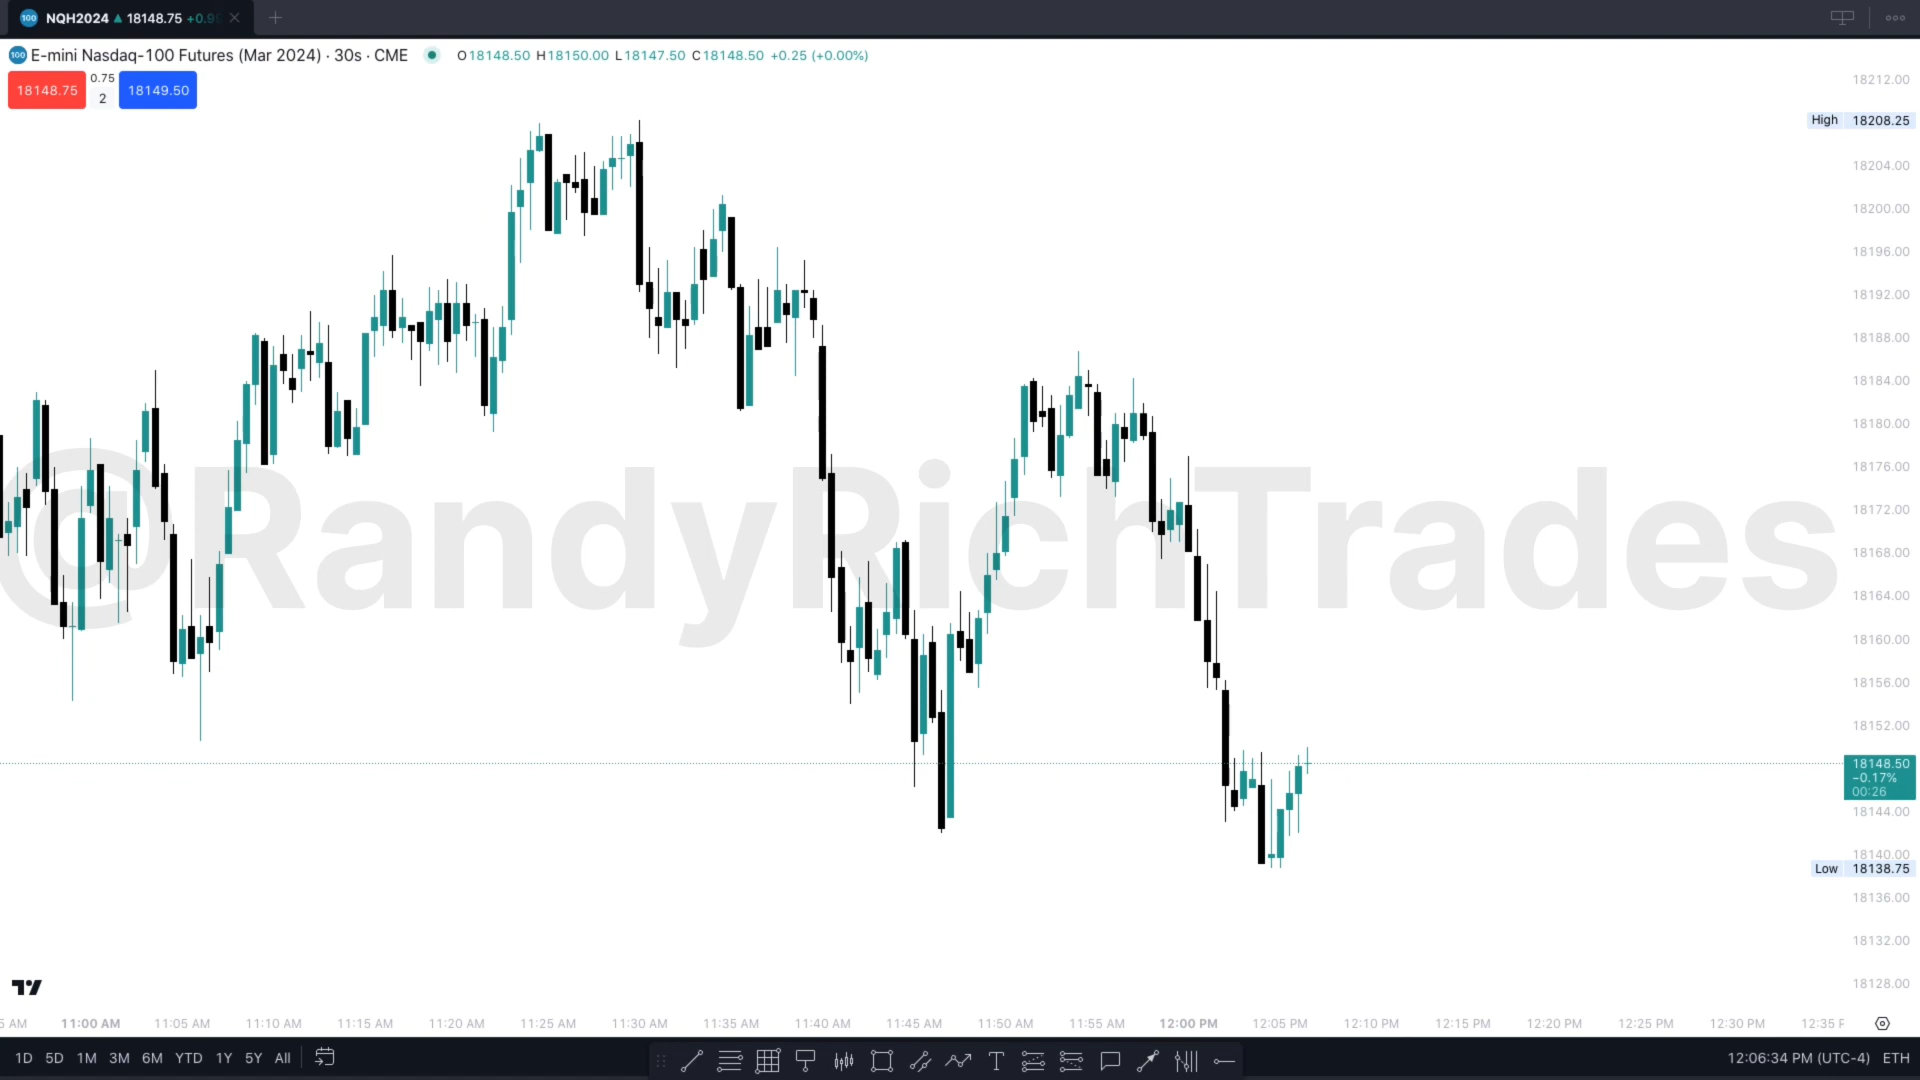 100 NQH2024 ▲ 18148.75 +0.9
100 E-mini Nasdaq-100 Futures (Mar 2024) · 30s · CME O18148.50 H18150.00 L18147.50 C18148.50 +0.25 (+0.00%)
18148.75 0.75 2 18149.50
18212.00
High 18208.25
18204.00
18200.00
18196.00
18192.00
18188.00
18184.00
18180.00
18176.00
18172.00
18168.00
18164.00
18160.00
18156.00
18152.00
18148.50
−0.17%
00:26
18144.00
18140.00
Low 18138.75
18136.00
18132.00
18128.00
@RandyRichTrades
5 AM 11:00 AM 11:05 AM 11:10 AM 11:15 AM 11:20 AM 11:25 AM 11:30 AM 11:35 AM 11:40 AM 11:45 AM 11:50 AM 11:55 AM 12:00 PM 12:05 PM 12:10 PM 12:15 PM 12:20 PM 12:25 PM 12:30 PM 12:35
1D 5D 1M 3M 6M YTD 1Y 5Y All 12:06:34 PM (UTC-4) ETH